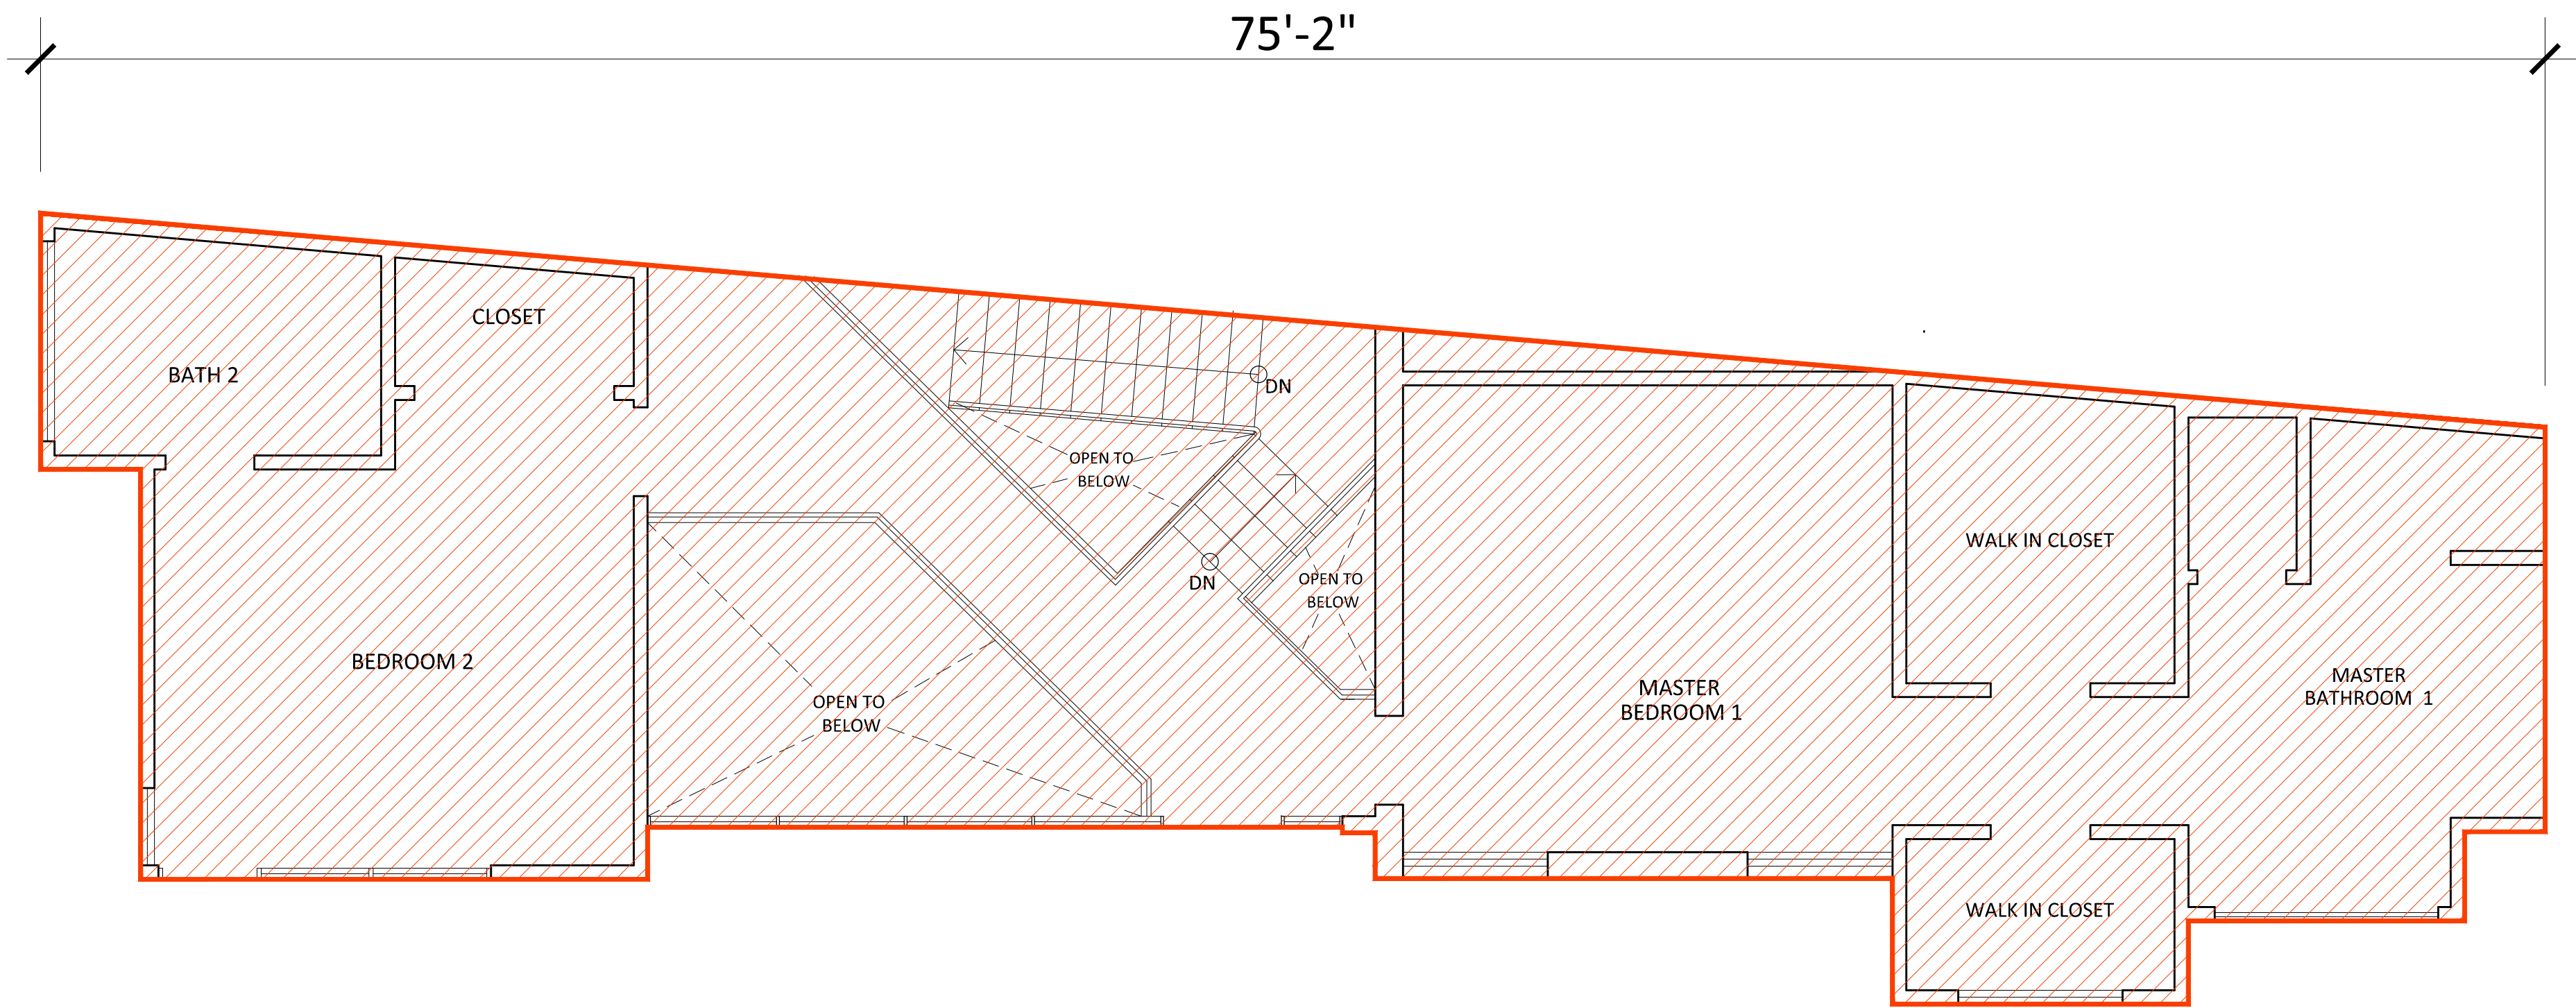 75'-2"
CLOSET
BATH 2
DN
OPEN TO
BELOW
WALK IN CLOSET
DN
OPEN TO
BELOW
BEDROOM 2
MASTER
BEDROOM 1
MASTER
BATHROOM 1
OPEN TO
BELOW
WALK IN CLOSET